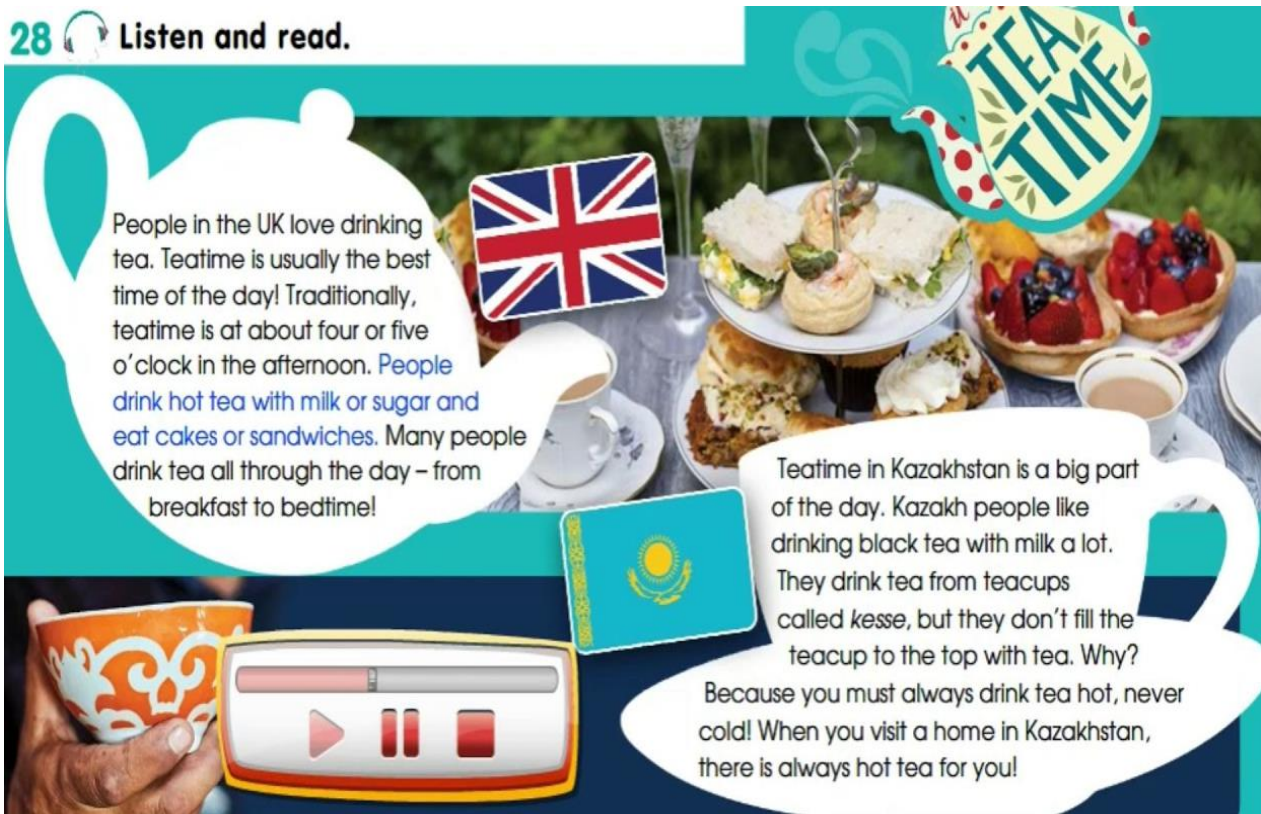 28 Listen and read.
TEA
TIME
People in the UK love drinking
tea. Teatime is usually the best
time of the day! Traditionally,
teatime is at about four or five
o'clock in the afternoon. People
drink hot tea with milk or sugar and
eat cakes or sandwiches. Many people
drink tea all through the day – from
breakfast to bedtime!
Teatime in Kazakhstan is a big part
of the day. Kazakh people like
drinking black tea with milk a lot.
They drink tea from teacups
called kesse, but they don't fill the
teacup to the top with tea. Why?
Because you must always drink tea hot, never
cold! When you visit a home in Kazakhstan,
there is always hot tea for you!